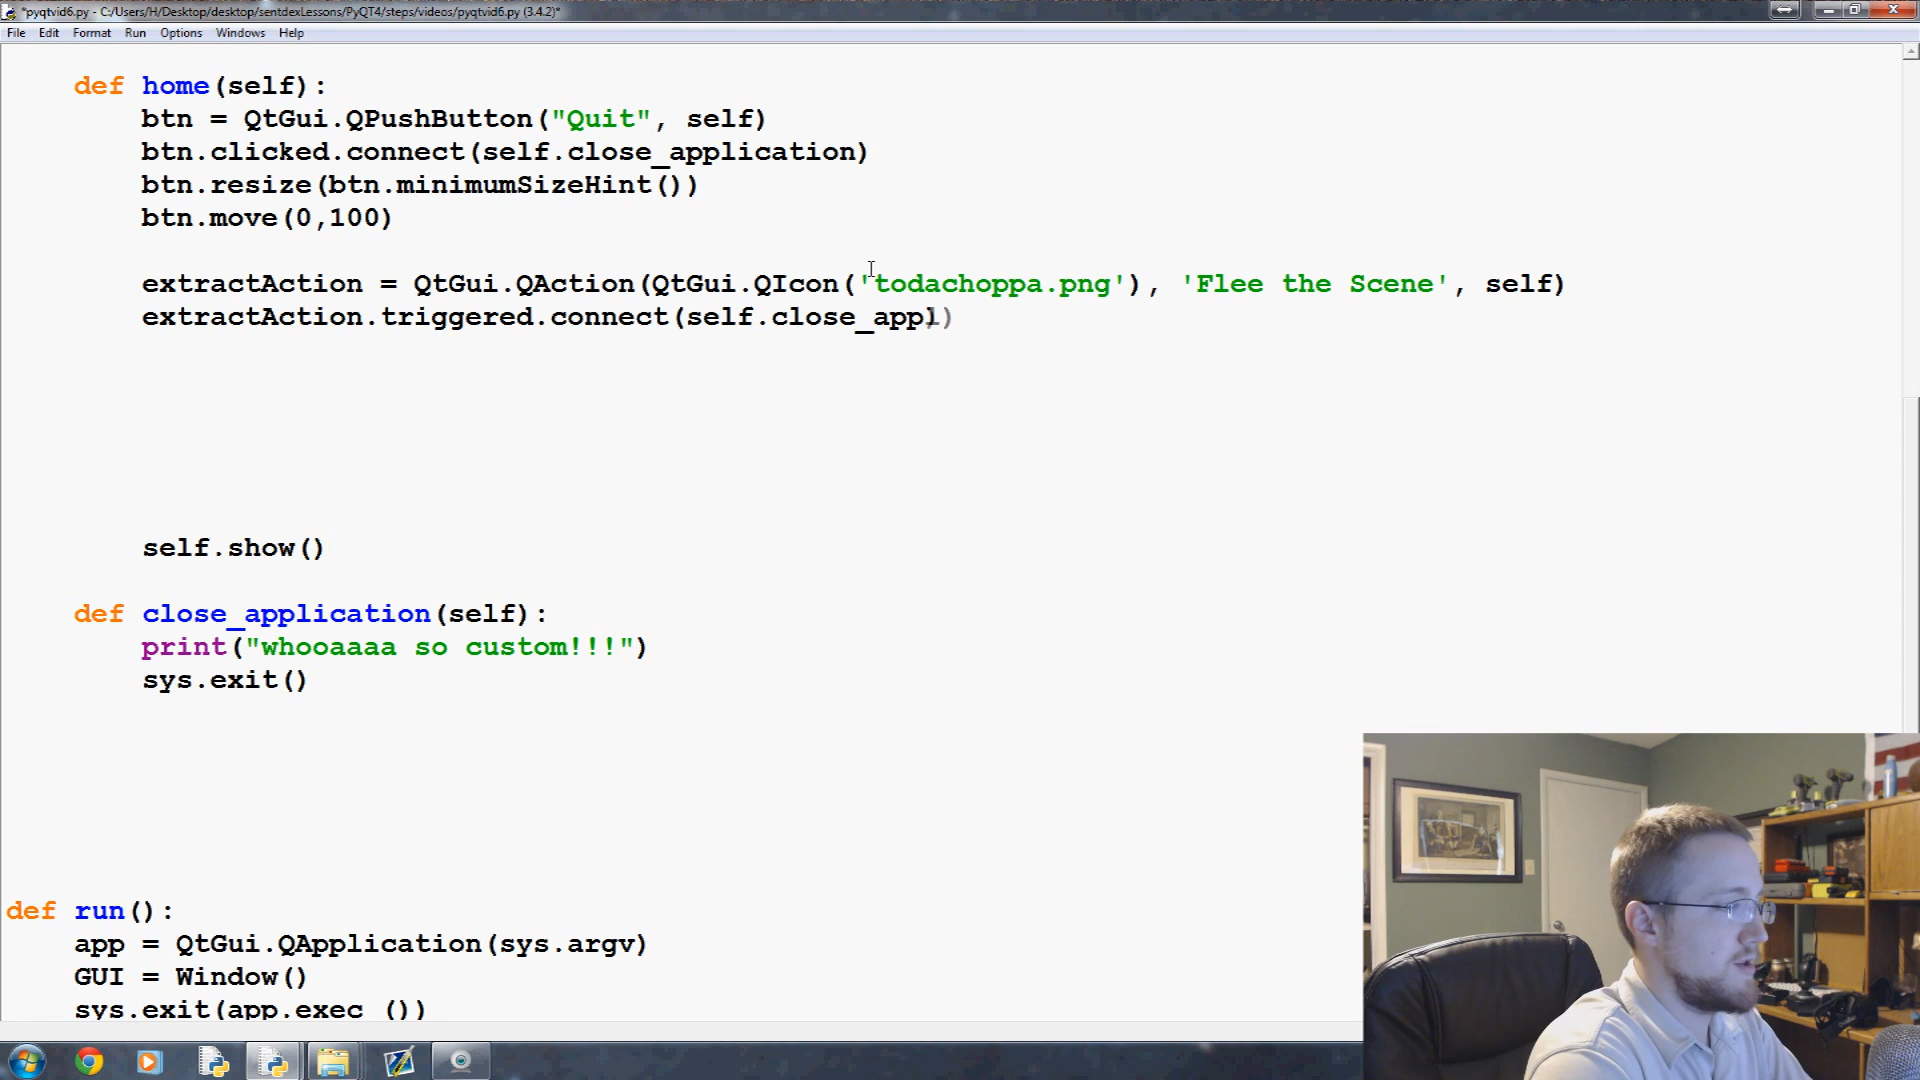 *pyqtvid6.py - C:/Users/H/Desktop/desktop/sentdexLessons/PyQT4/steps/videos/pyqtvid6.py (3.4.2)*
File Edit Format Run Options Windows Help
def home(self):
btn = QtGui.QPushButton("Quit", self)
btn.clicked.connect(self.close_application)
btn.resize(btn.minimumSizeHint())
btn.move(0,100)
extractAction = QtGui.QAction(QtGui.QIcon('todachoppa.png'), 'Flee the Scene', self)
extractAction.triggered.connect(self.close_appl)
self.show()
def close_application(self):
print("whooaaaa so custom!!!")
sys.exit()
def run():
app = QtGui.QApplication(sys.argv)
GUI = Window()
sys.exit(app.exec_())